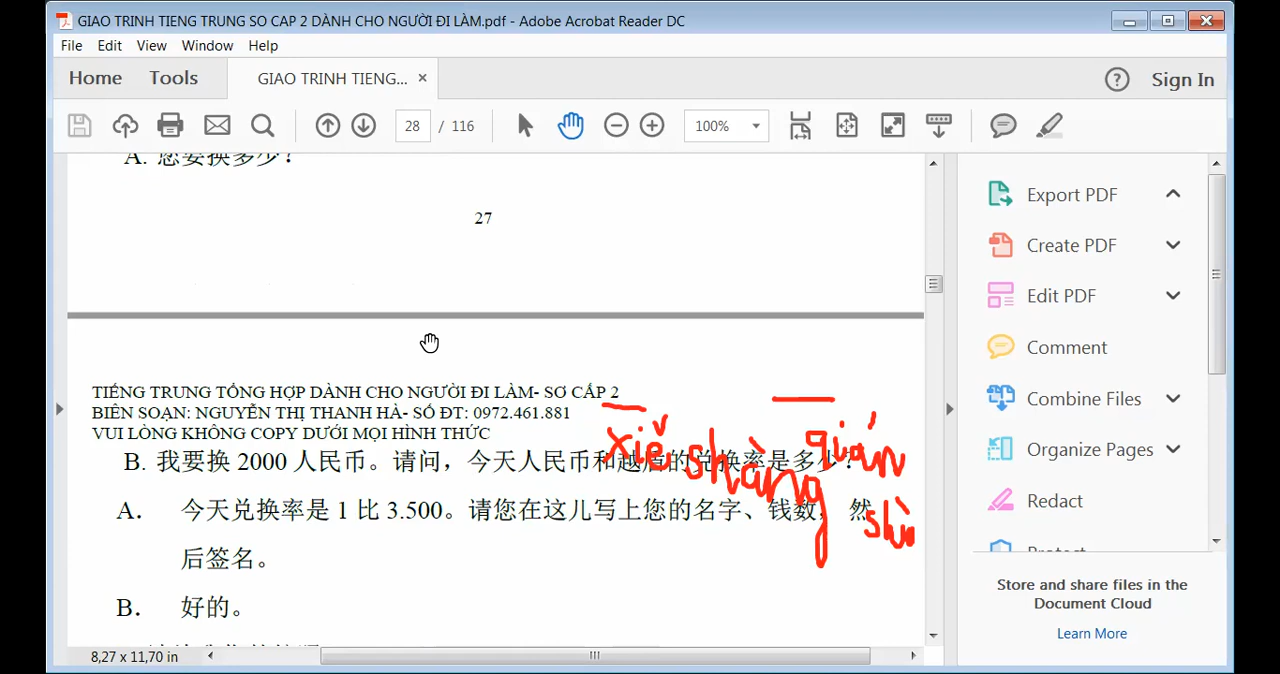 GIAO TRINH TIENG TRUNG SO CAP 2 DÀNH CHO NGƯỜI ĐI LÀM.pdf - Adobe Acrobat Reader DC
File Edit View Window Help
Home Tools GIAO TRINH TIENG... × Sign In
28 / 116 100%
A. 您要换多少？
27
TIẾNG TRUNG TỔNG HỢP DÀNH CHO NGƯỜI ĐI LÀM- SƠ CẤP 2
BIÊN SOẠN: NGUYỄN THỊ THANH HÀ- SỐ ĐT: 0972.461.881
VUI LÒNG KHÔNG COPY DƯỚI MỌI HÌNH THỨC
xiě shàng qián shù
B. 我要换 2000 人民币。请问，今天人民币和越盾的兑换率是多少？
A. 今天兑换率是 1 比 3.500。请您在这儿写上您的名字、钱数，然
后签名。
B. 好的。
8,27 x 11,70 in
Export PDF
Create PDF
Edit PDF
Comment
Combine Files
Organize Pages
Redact
Protect
Store and share files in the
Document Cloud
Learn More